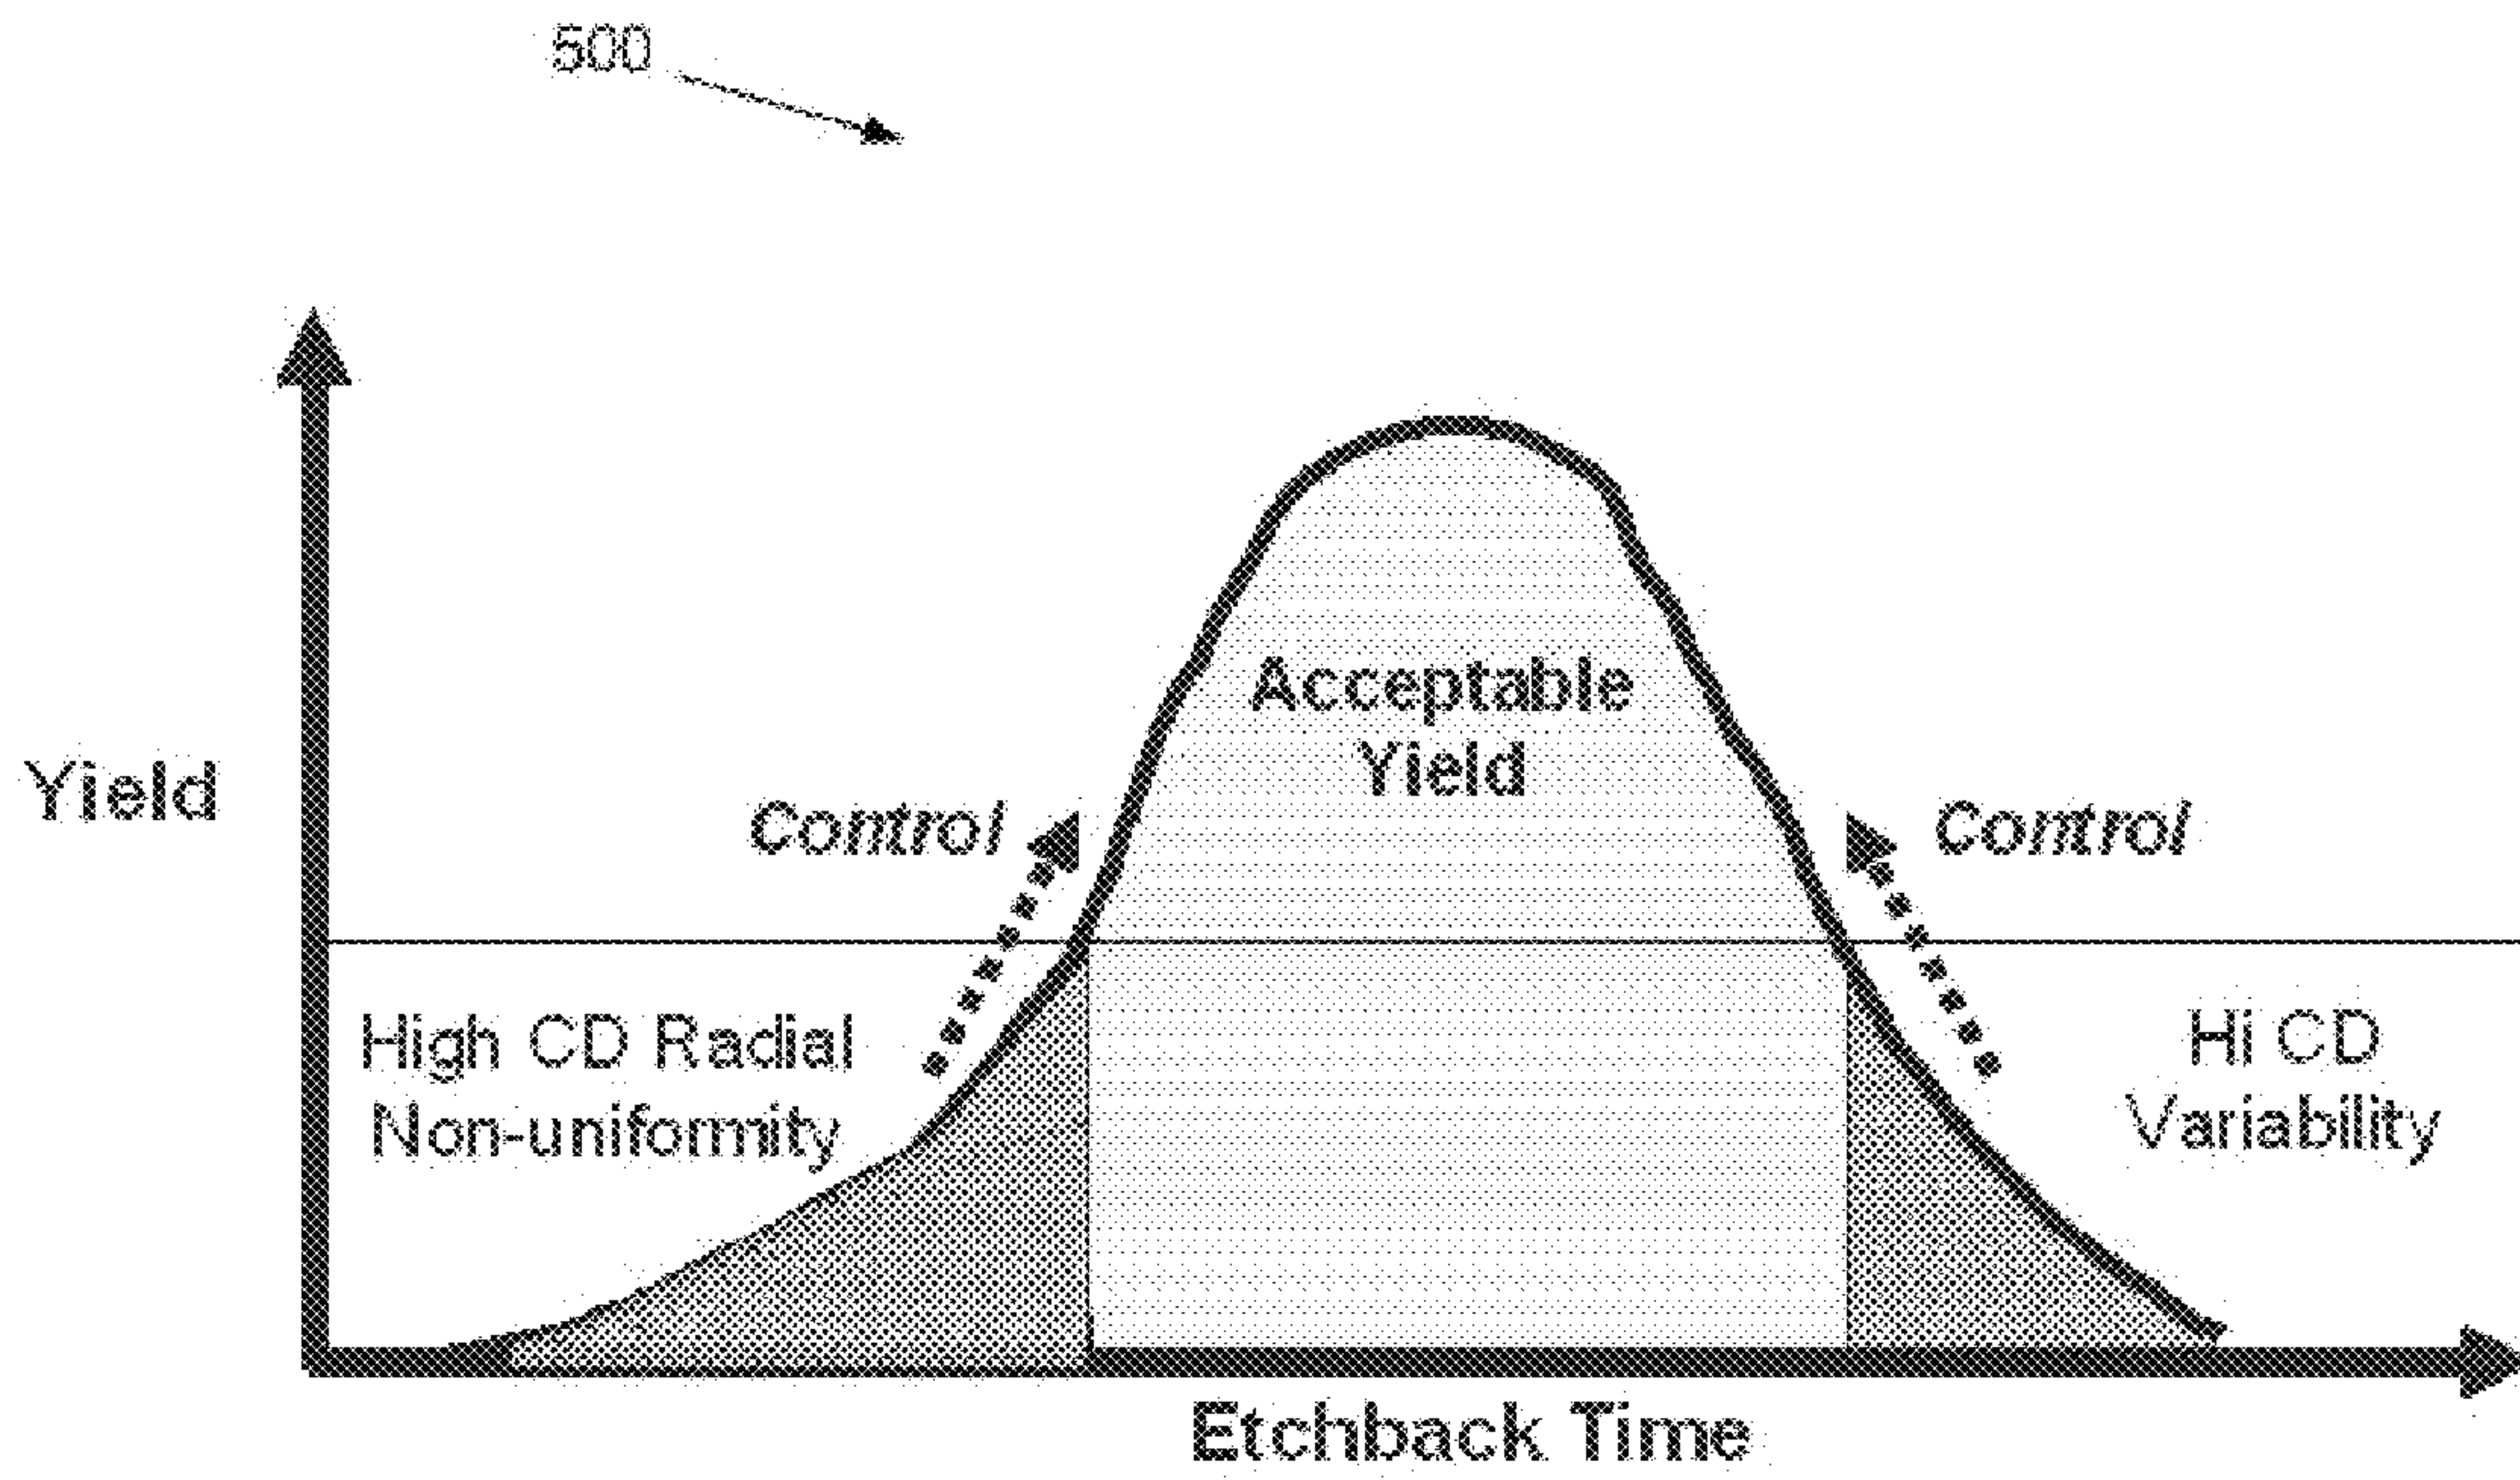 500
Acceptable
Yield
Yield
Control
Control
High CD Radial
Non-uniformity
Hi CD
Variability
Etchback Time